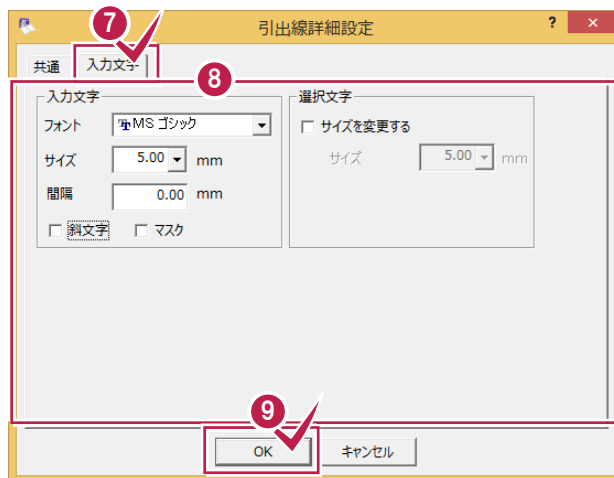 7
引出線詳細設定
?
×
共通
入力文字
8
入力文字
フォント
MS ゴシック
サイズ
5.00
mm
間隔
0.00
mm
斜文字
マスク
選択文字
サイズを変更する
サイズ
5.00
mm
9
OK
キャンセル